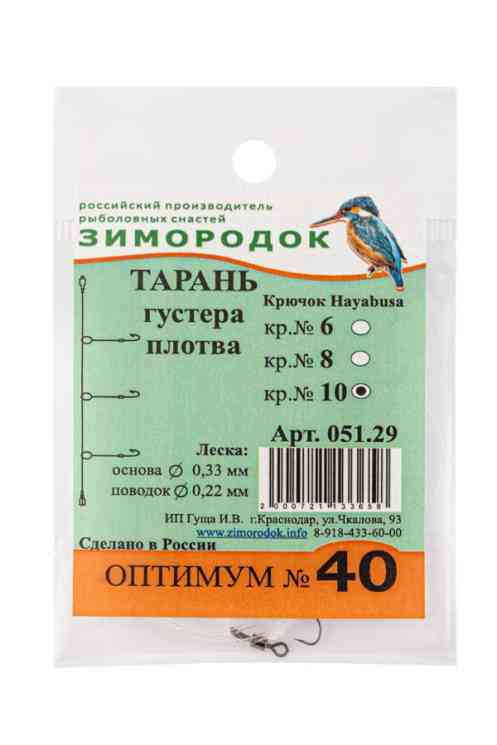 российский производитель
рыболовных снастей
ЗИМОРОДОК
ТАРАНЬ
густера
плотва
Крючок Hayabusa
кр.№ 6
кр.№ 8
кр.№ 10
Арт. 051.29
Леска:
основа ∅ 0,33 мм
поводок ∅ 0,22 мм
2000721133658
ИП Гуща И.В. г.Краснодар, ул.Чкалова, 93
www.zimorodok.info 8-918-433-60-00
Сделано в России
ОПТИМУМ № 40